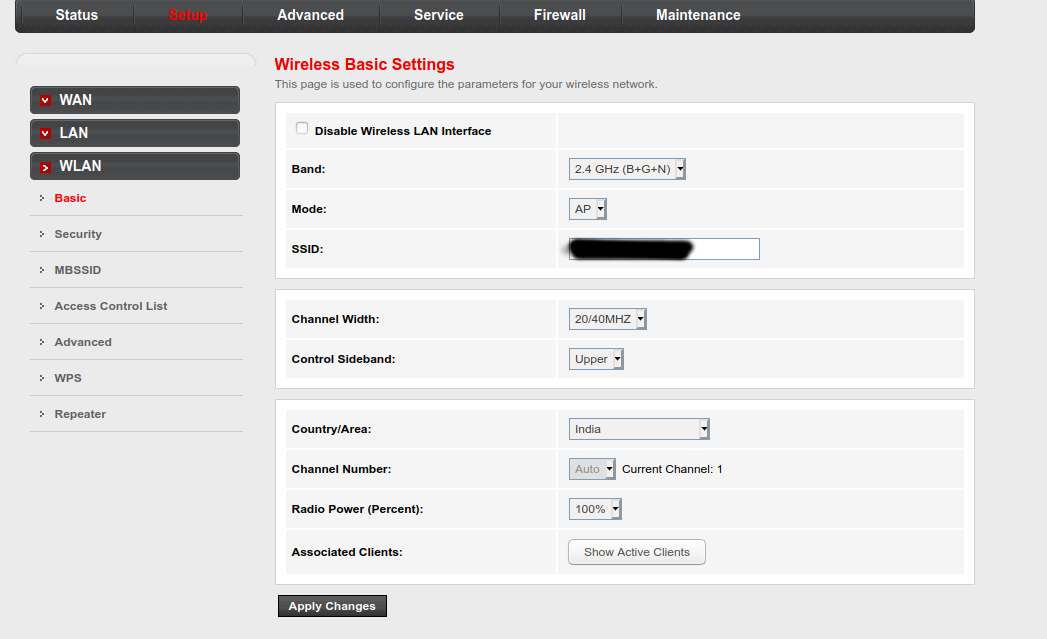 Status Setup Advanced Service Firewall Maintenance
WAN
LAN
WLAN
Basic
Security
MBSSID
Access Control List
Advanced
WPS
Repeater
Wireless Basic Settings
This page is used to configure the parameters for your wireless network.
Disable Wireless LAN Interface
Band: 2.4 GHz (B+G+N)
Mode: AP
SSID:
Channel Width: 20/40MHZ
Control Sideband: Upper
Country/Area: India
Channel Number: Auto Current Channel: 1
Radio Power (Percent): 100%
Associated Clients: Show Active Clients
Apply Changes